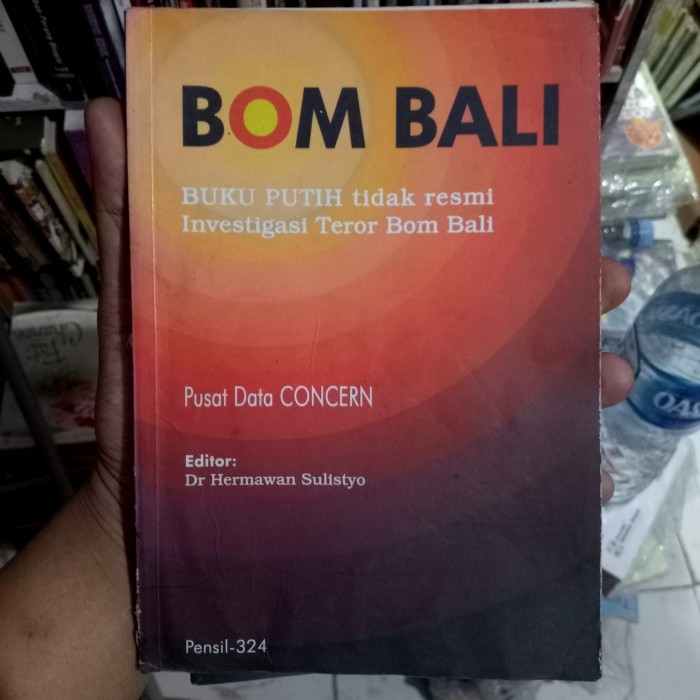 BOM BALI
BUKU PUTIH tidak resmi
Investigasi Teror Bom Bali
Pusat Data CONCERN
Editor:
Dr Hermawan Sulistyo
Pensil-324